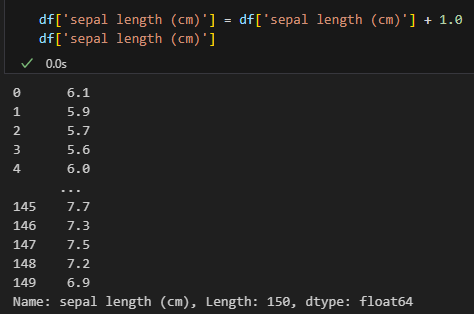 df['sepal length (cm)'] = df['sepal length (cm)'] + 1.0
df['sepal length (cm)']
0.0s
0 6.1
1 5.9
2 5.7
3 5.6
4 6.0
...
145 7.7
146 7.3
147 7.5
148 7.2
149 6.9
Name: sepal length (cm), Length: 150, dtype: float64